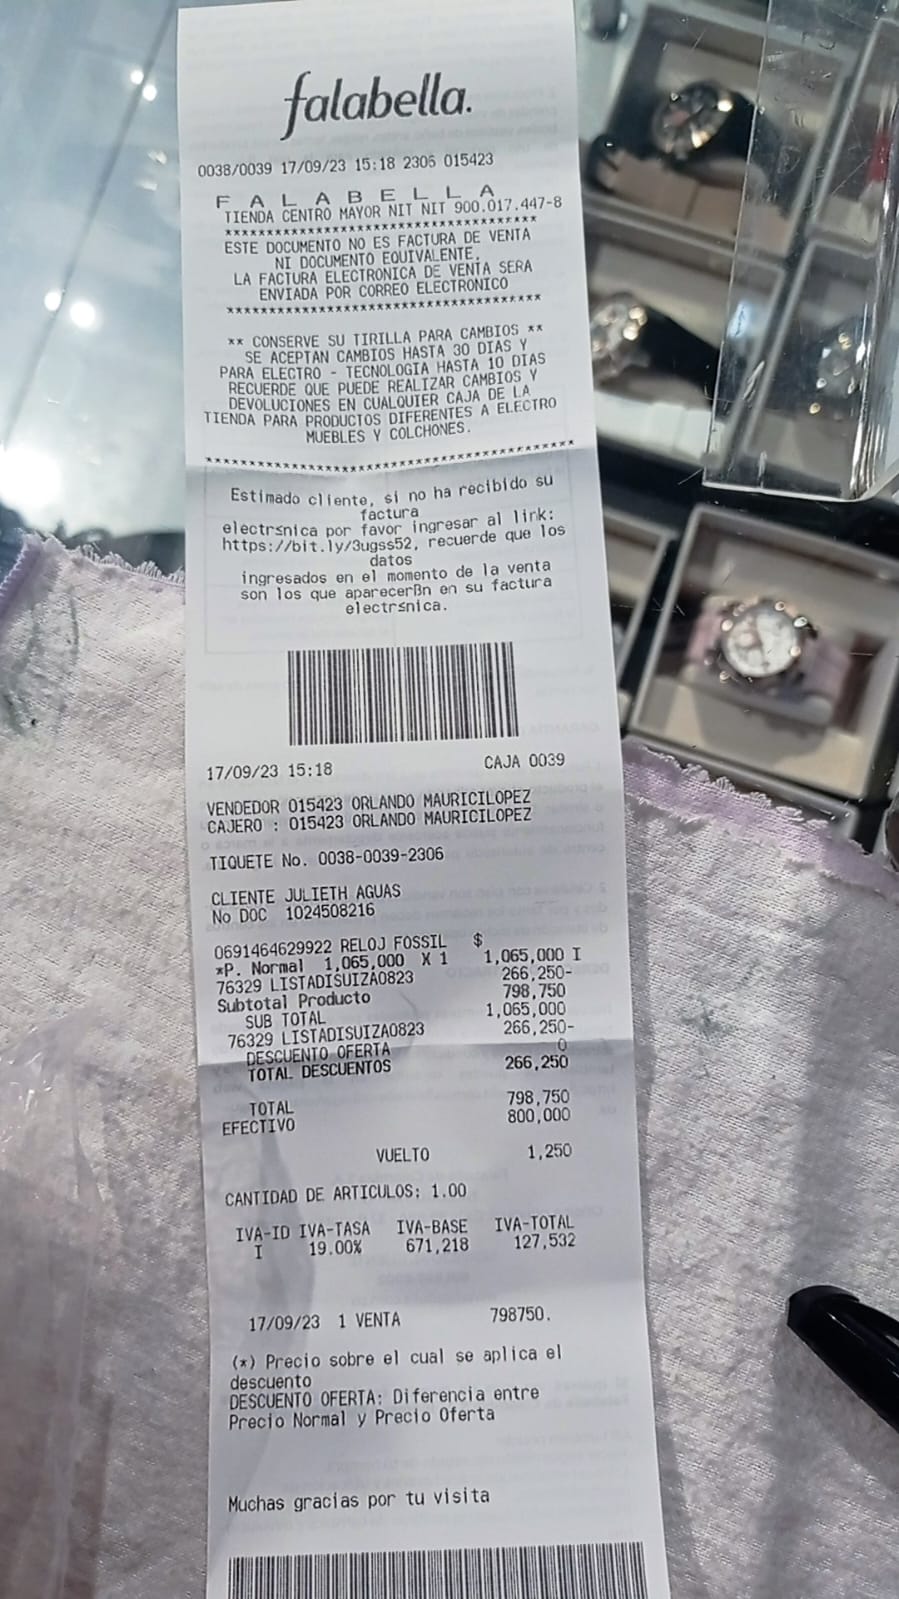 falabella.
0038/0039 17/09/23 15:18 2306 015423
F A L A B E L L A
TIENDA CENTRO MAYOR NIT NIT 900.017.447-8
****************************************
ESTE DOCUMENTO NO ES FACTURA DE VENTA
NI DOCUMENTO EQUIVALENTE.
LA FACTURA ELECTRONICA DE VENTA SERA
ENVIADA POR CORREO ELECTRONICO
****************************************
** CONSERVE SU TIRILLA PARA CAMBIOS **
SE ACEPTAN CAMBIOS HASTA 30 DIAS Y
PARA ELECTRO - TECNOLOGIA HASTA 10 DIAS
RECUERDE QUE PUEDE REALIZAR CAMBIOS Y
DEVOLUCIONES EN CUALQUIER CAJA DE LA
TIENDA PARA PRODUCTOS DIFERENTES A ELECTRO
MUEBLES Y COLCHONES.
****************************************
Estimado cliente, si no ha recibido su
factura
electrsnica por favor ingresar al link:
https://bit.ly/3ugss52, recuerde que los
datos
ingresados en el momento de la venta
son los que aparecerßn en su factura
electrsnica.
17/09/23 15:18 CAJA 0039
VENDEDOR 015423 ORLANDO MAURICILOPEZ
CAJERO : 015423 ORLANDO MAURICILOPEZ
TIQUETE No. 0038-0039-2306
CLIENTE JULIETH AGUAS
No DOC 1024508216
0691464629922 RELOJ FOSSIL $
*P. Normal 1,065,000 X 1 1,065,000 I
76329 LISTADISUIZA0823 266,250-
Subtotal Producto 798,750
SUB TOTAL 1,065,000
76329 LISTADISUIZA0823 266,250-
DESCUENTO OFERTA 0
TOTAL DESCUENTOS 266,250
TOTAL 798,750
EFECTIVO 800,000
VUELTO 1,250
CANTIDAD DE ARTICULOS: 1.00
IVA-ID IVA-TASA IVA-BASE IVA-TOTAL
I 19.00% 671,218 127,532
17/09/23 1 VENTA 798750.
(*) Precio sobre el cual se aplica el
descuento
DESCUENTO OFERTA: Diferencia entre
Precio Normal y Precio Oferta
Muchas gracias por tu visita